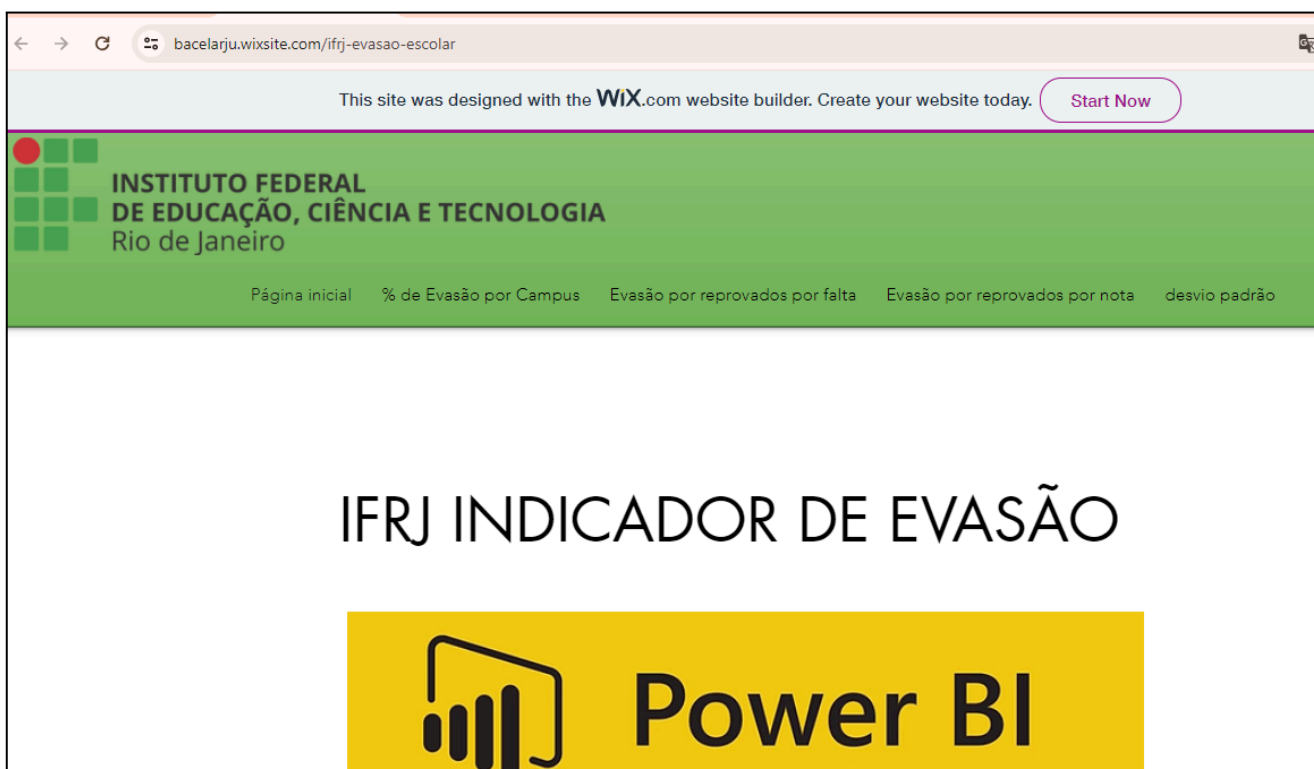 bacelarju.wixsite.com/ifrj-evasao-escolar
This site was designed with the WiX.com website builder. Create your website today. Start Now
INSTITUTO FEDERAL
DE EDUCAÇÃO, CIÊNCIA E TECNOLOGIA
Rio de Janeiro
Página inicial % de Evasão por Campus Evasão por reprovados por falta Evasão por reprovados por nota desvio padrão
IFRJ INDICADOR DE EVASÃO
Power BI